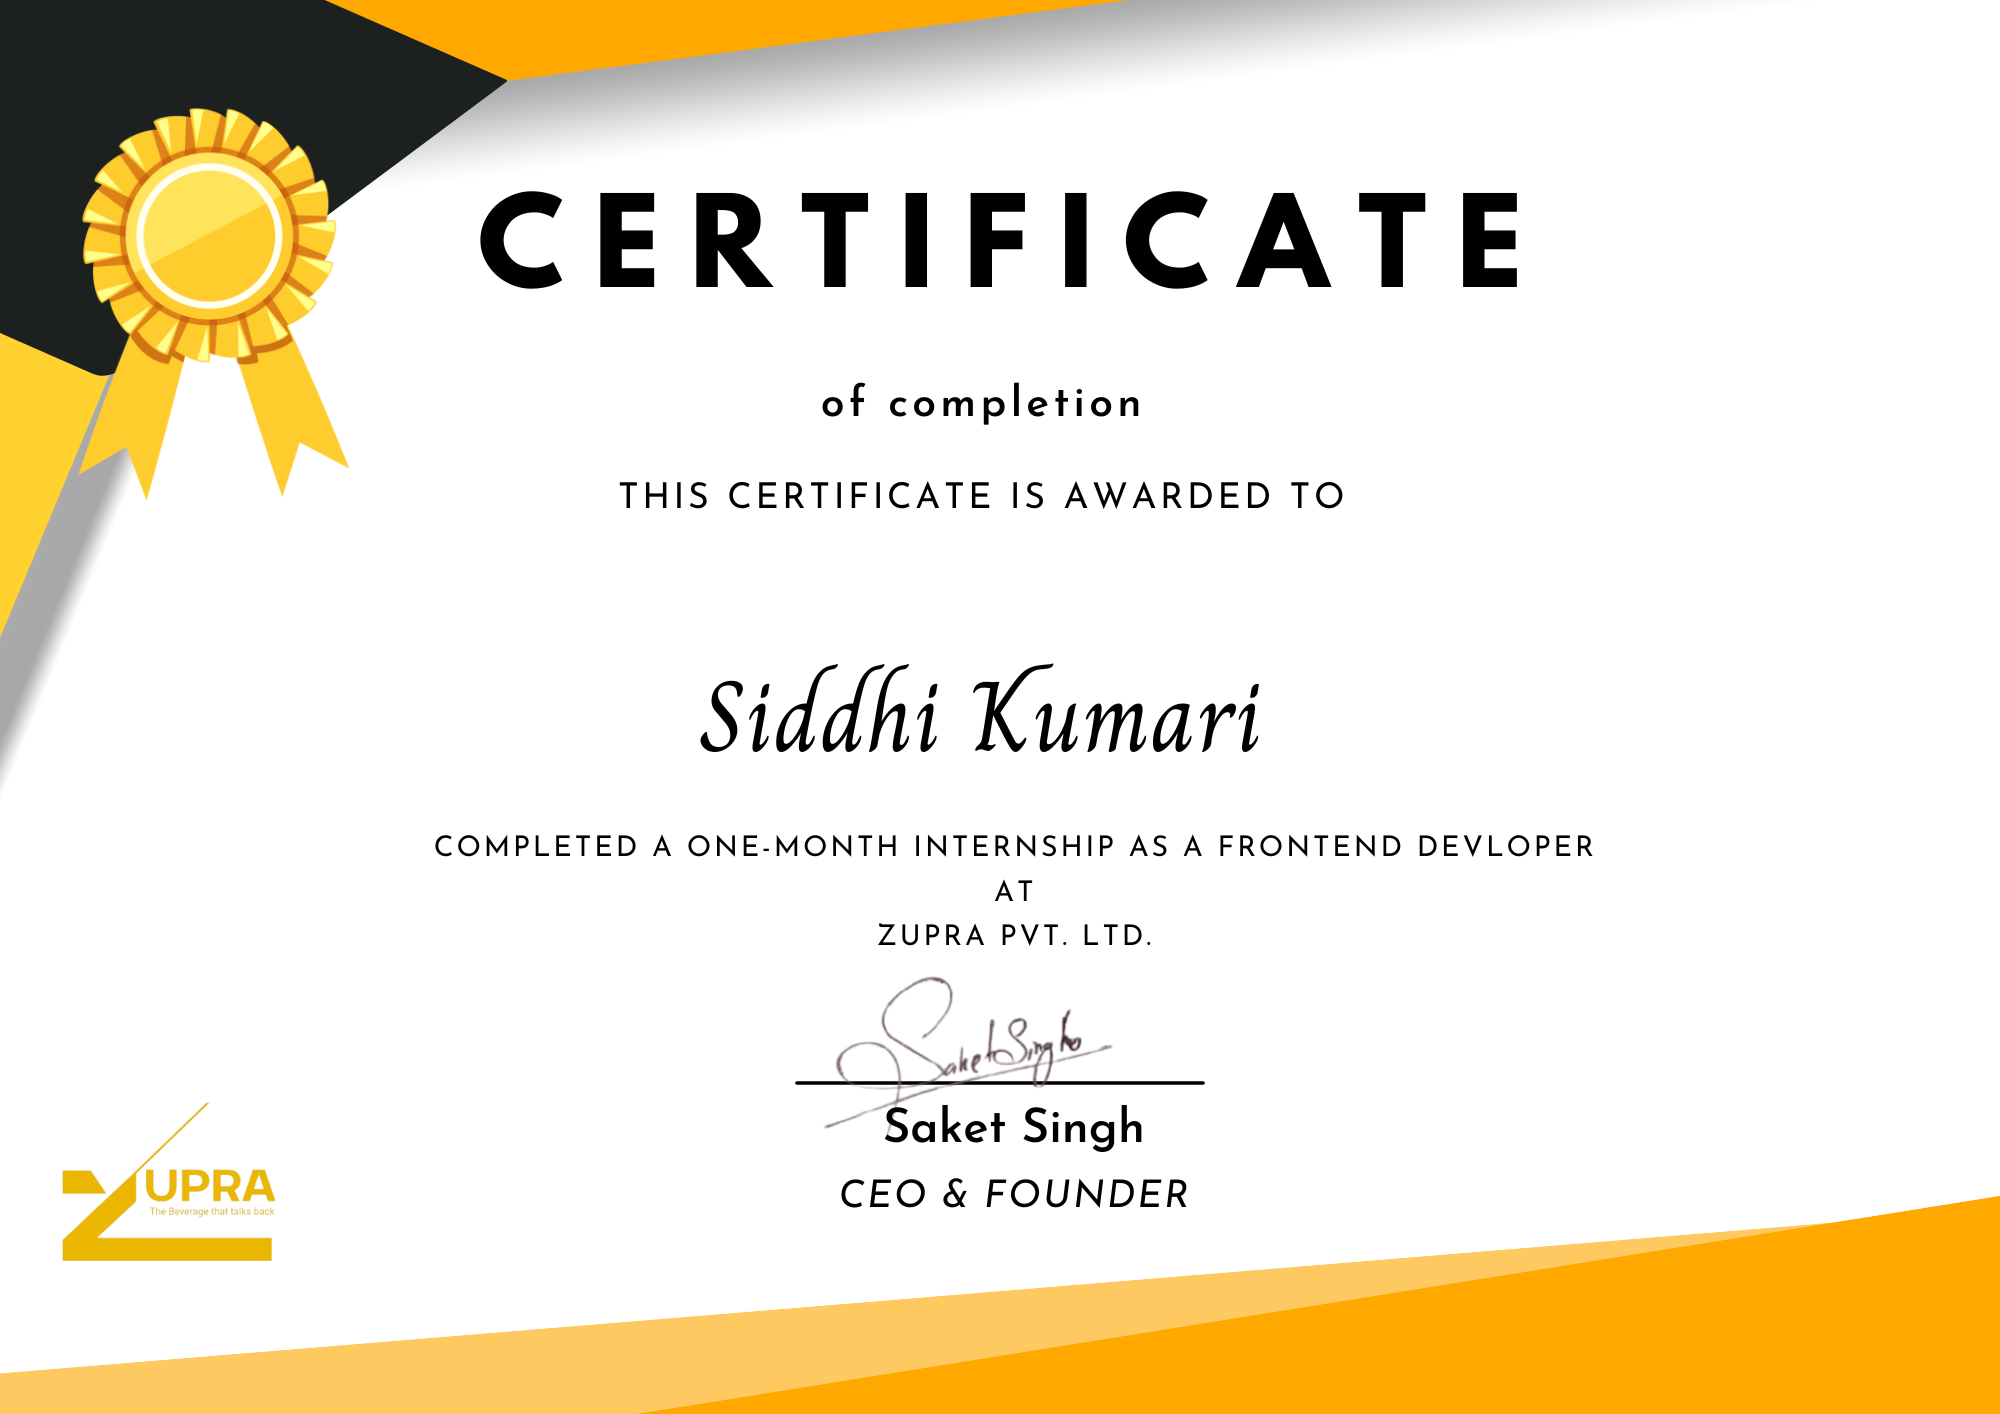 CERTIFICATE
of completion
THIS CERTIFICATE IS AWARDED TO
Siddhi Kumari
COMPLETED A ONE-MONTH INTERNSHIP AS A FRONTEND DEVLOPER
AT
ZUPRA PVT. LTD.
Saket Singh
Saket Singh
CEO & FOUNDER
ZUPRA
The Beverage that talks back